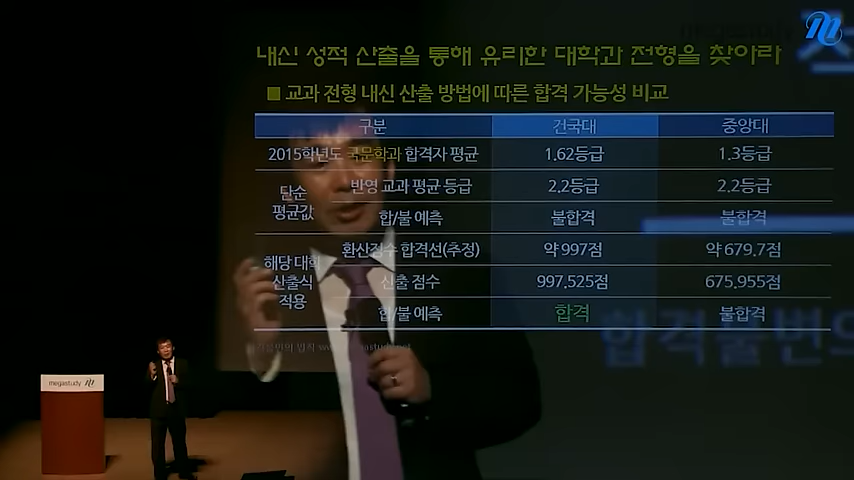 내신 성적 산출을 통해 유리한 대학과 전형을 찾아라
■ 교과 전형 내신 산출 방법에 따른 합격 가능성 비교
구분 건국대 중앙대
2015학년도 국문학과 합격자 평균 1.62등급 1.3등급
단순 평균값 반영 교과 평균 등급 2.2등급 2.2등급
합/불 예측 불합격 불합격
해당 대학 산출식 적용 환산점수 합격선(추정) 약 997점 약 679.7점
산출 점수 997.525점 675.955점
합/불 예측 합격 불합격
합격불변의
megastudy
megastudy